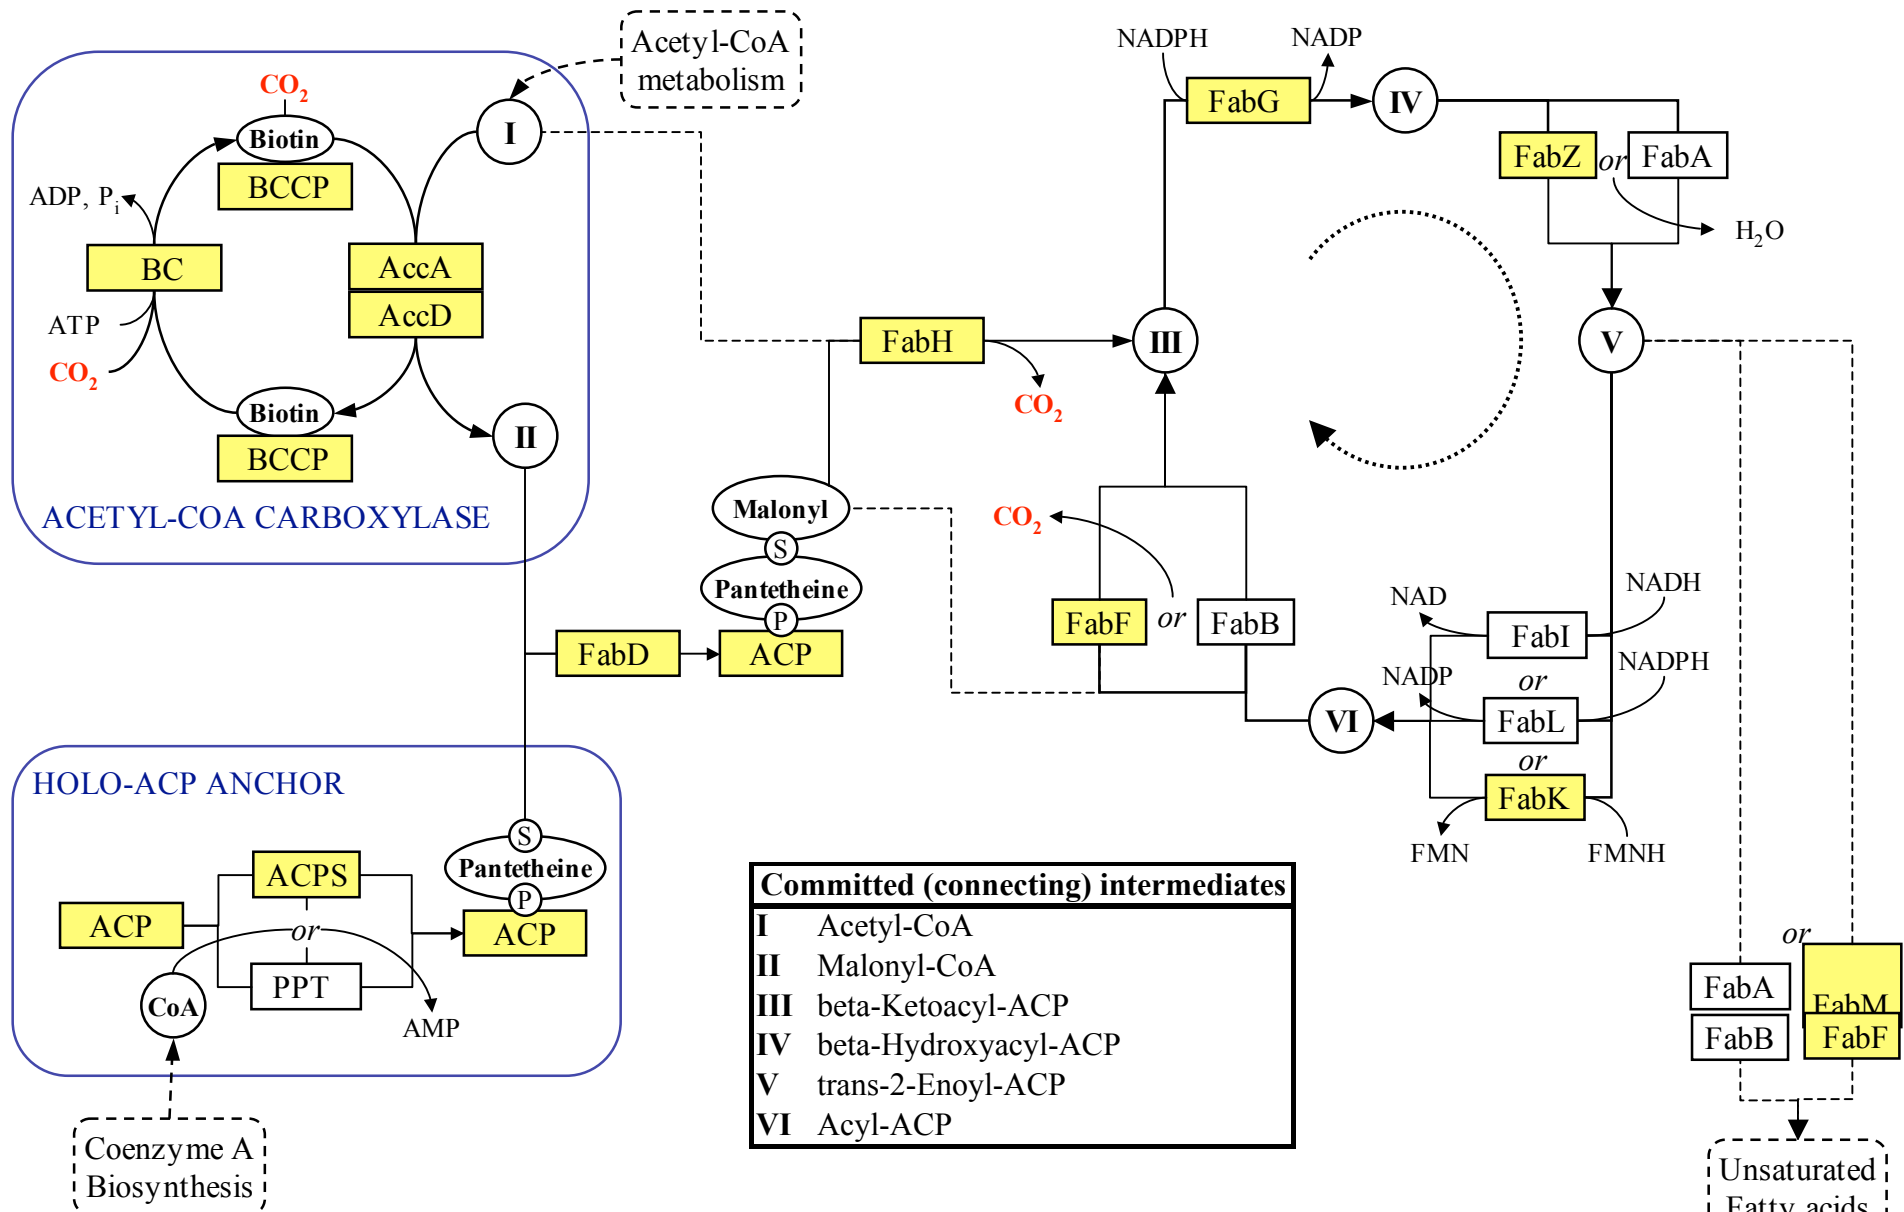 Acetyl-CoA
metabolism
CO2
Biotin
BCCP
I
ADP, Pi
BC
AccA
AccD
ATP
CO2
Biotin
BCCP
II
ACETYL-COA CARBOXYLASE
NADPH
NADP
FabG
IV
FabZ
or
FabA
H2O
FabH
III
V
CO2
Malonyl
S
Pantetheine
P
ACP
FabD
CO2
FabF
or
FabB
NAD
NADH
FabI
or
NADP
NADPH
FabL
VI
or
FabK
FMN
FMNH
HOLO-ACP ANCHOR
S
Pantetheine
P
ACP
ACPS
ACP
or
PPT
CoA
AMP
Coenzyme A
Biosynthesis
Committed (connecting) intermediates
I Acetyl-CoA
II Malonyl-CoA
III beta-Ketoacyl-ACP
IV beta-Hydroxyacyl-ACP
V trans-2-Enoyl-ACP
VI Acyl-ACP
or
FabA
FabM
FabB
FabF
Unsaturated
Fatty acids